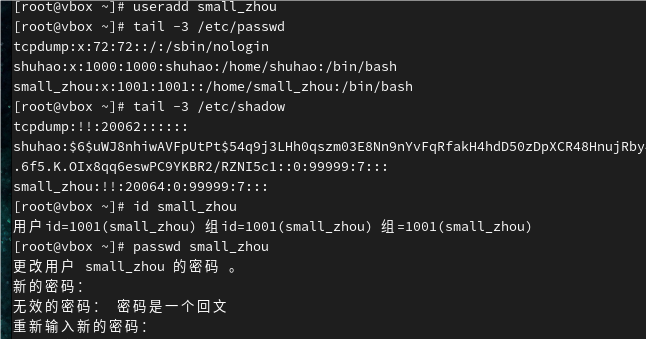 [root@vbox ~]# useradd small_zhou
[root@vbox ~]# tail -3 /etc/passwd
tcpdump:x:72:72::/:/sbin/nologin
shuhao:x:1000:1000:shuhao:/home/shuhao:/bin/bash
small_zhou:x:1001:1001::/home/small_zhou:/bin/bash
[root@vbox ~]# tail -3 /etc/shadow
tcpdump:!!:20062::::::
shuhao:$6$uWJ8nhiwAVFpUtPt$54q9j3LHh0qszm03E8Nn9nYvFqRfakH4hdD50zDpXCR48HnujRby
.6f5.K.OIx8qq6eswPC9YKBR2/RZNI5c1::0:99999:7:::
small_zhou:!!:20064:0:99999:7:::
[root@vbox ~]# id small_zhou
用户id=1001(small_zhou) 组id=1001(small_zhou) 组=1001(small_zhou)
[root@vbox ~]# passwd small_zhou
更改用户 small_zhou 的密码 。
新的密码：
无效的密码： 密码是一个回文
重新输入新的密码：